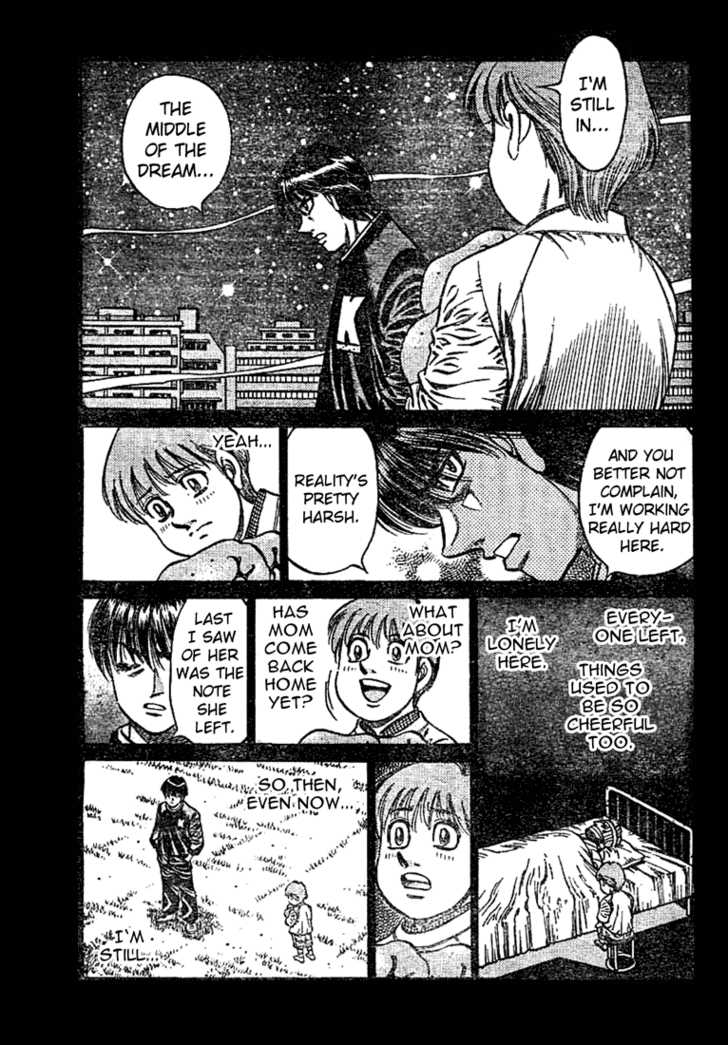 I'M
STILL
IN...
THE
MIDDLE
OF THE
DREAM...
K
AND YOU
BETTER NOT
COMPLAIN,
I'M WORKING
REALLY HARD
HERE.
REALITY'S
PRETTY
HARSH.
YEAH...
EVERY-
ONE LEFT.
THINGS
USED TO
BE SO
CHEERFUL
TOO.
I'M
LONELY
HERE.
WHAT
ABOUT
MOM?
HAS
MOM
COME
BACK
HOME
YET?
LAST
I SAW
OF HER
WAS THE
NOTE
SHE
LEFT.
SO THEN,
EVEN NOW...
I'M
STILL...